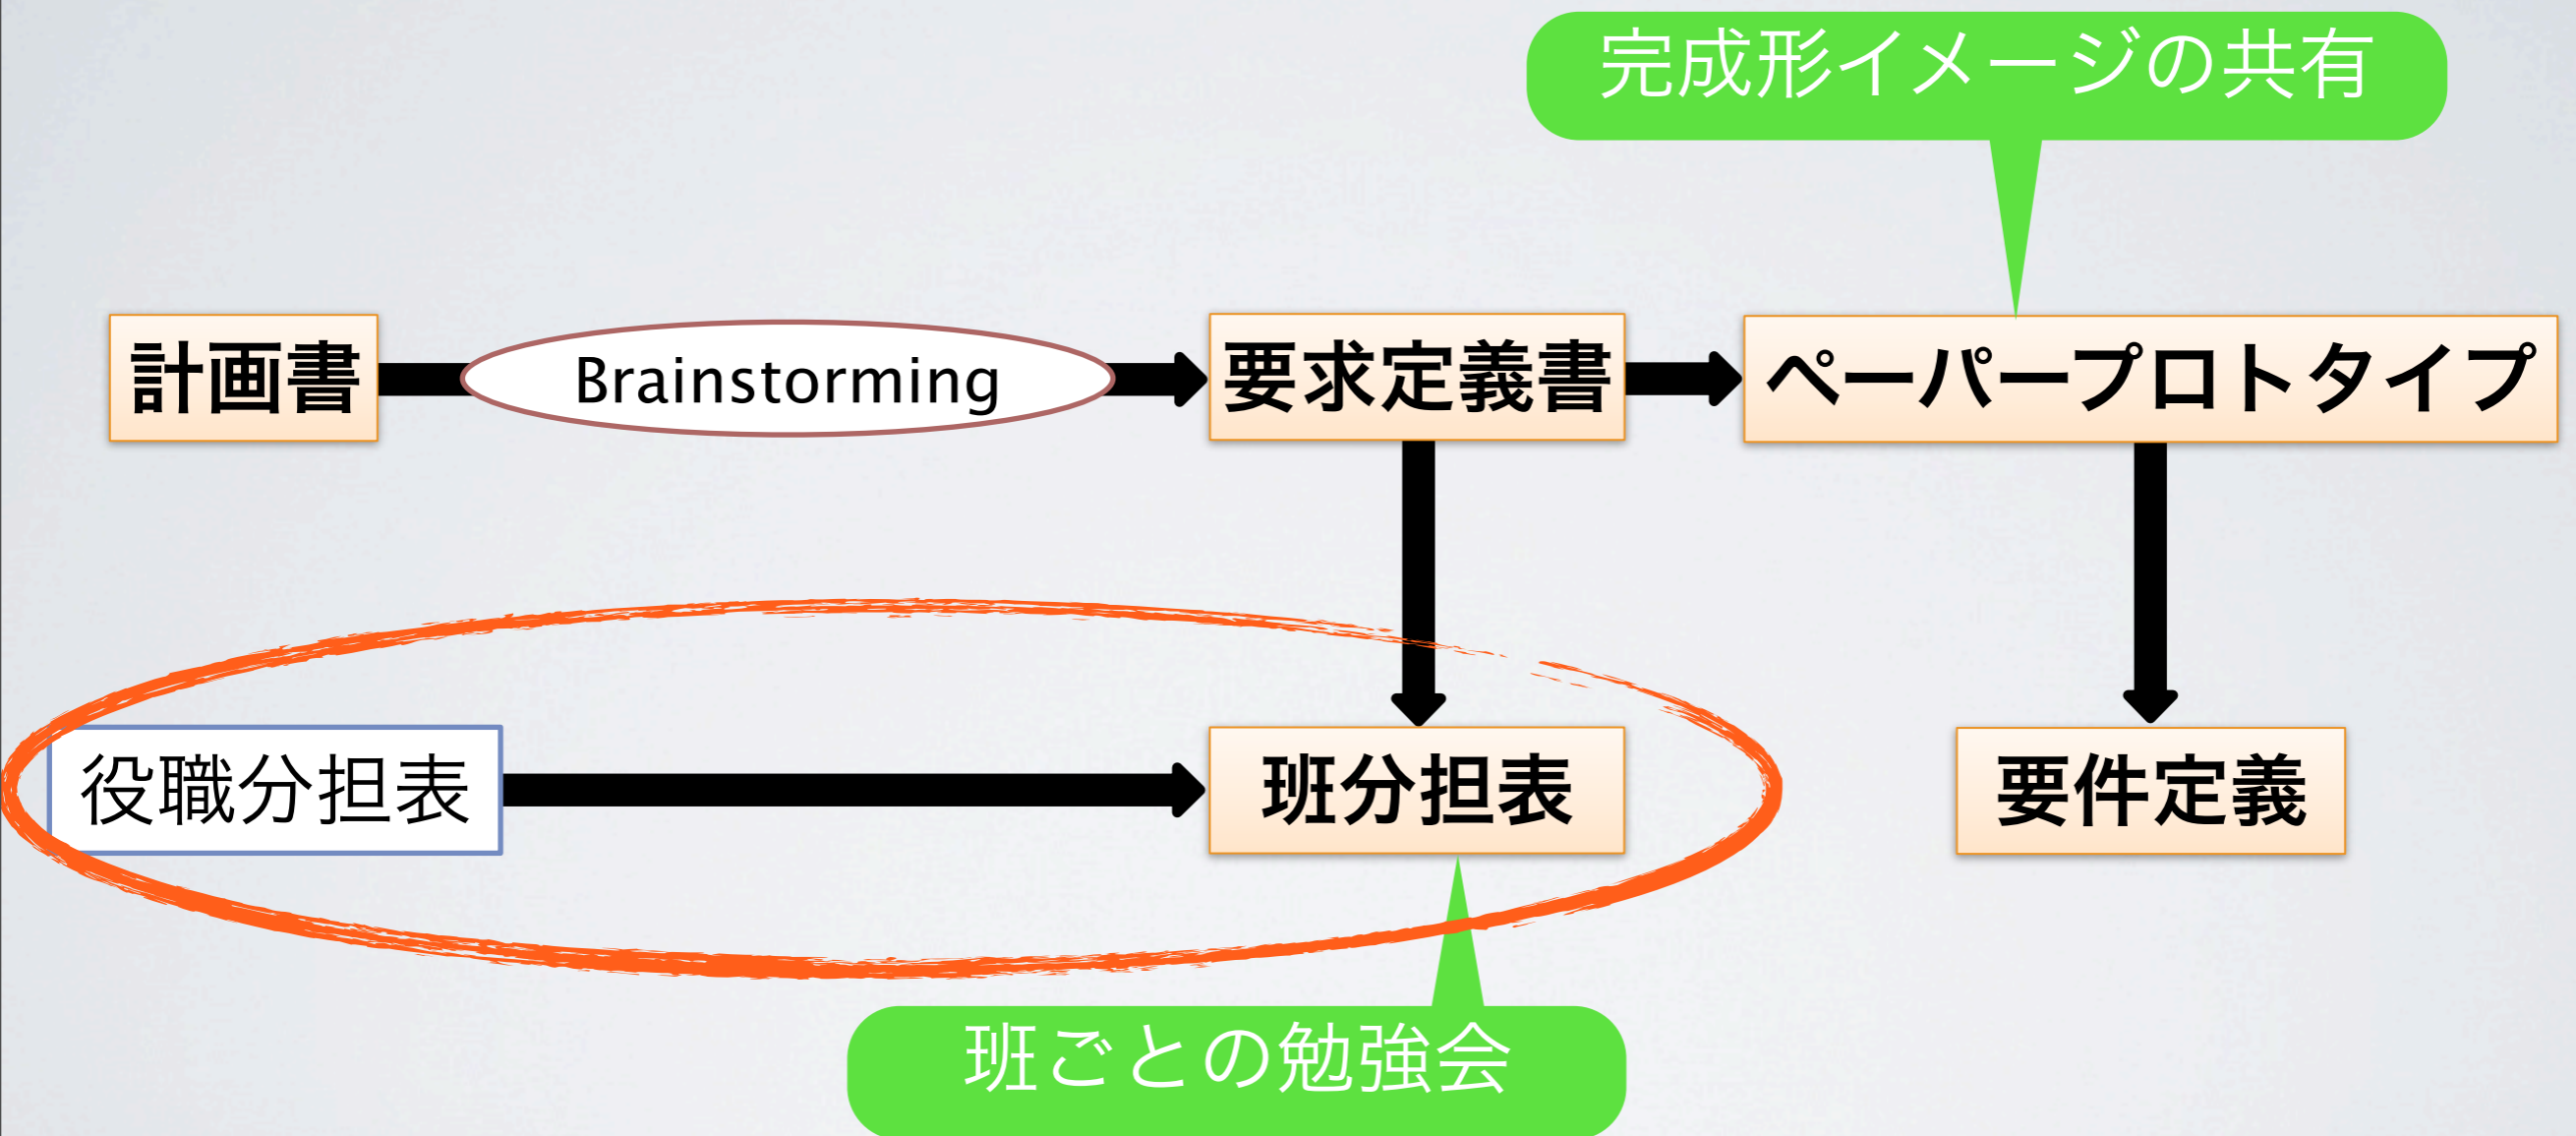 完成形イメージの共有
計画書
Brainstorming
要求定義書
ペーパープロトタイプ
役職分担表
班分担表
要件定義
班ごとの勉強会